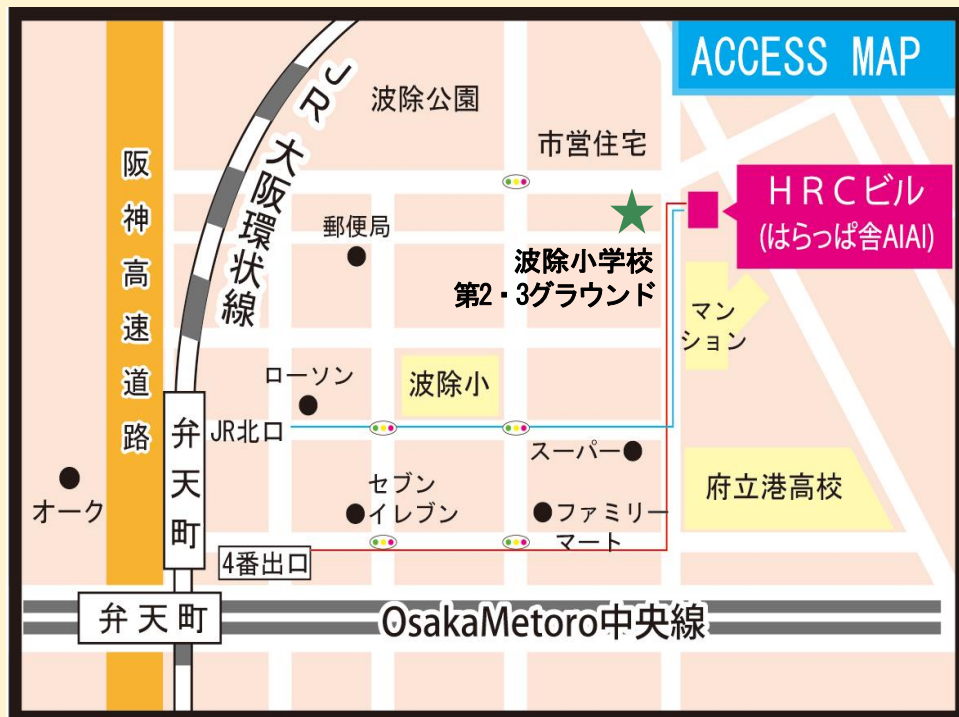 ACCESS MAP
JR大阪環状線
波除公園
市営住宅
阪神高速道路
HRCビル
(はらっぱ舎AIAI)
郵便局
波除小学校
第2・3グラウンド
マン
ション
ローソン
波除小
弁天町
JR北口
スーパー
オーク
セブン
イレブン
ファミリー
マート
府立港高校
4番出口
弁天町
OsakaMetoro中央線